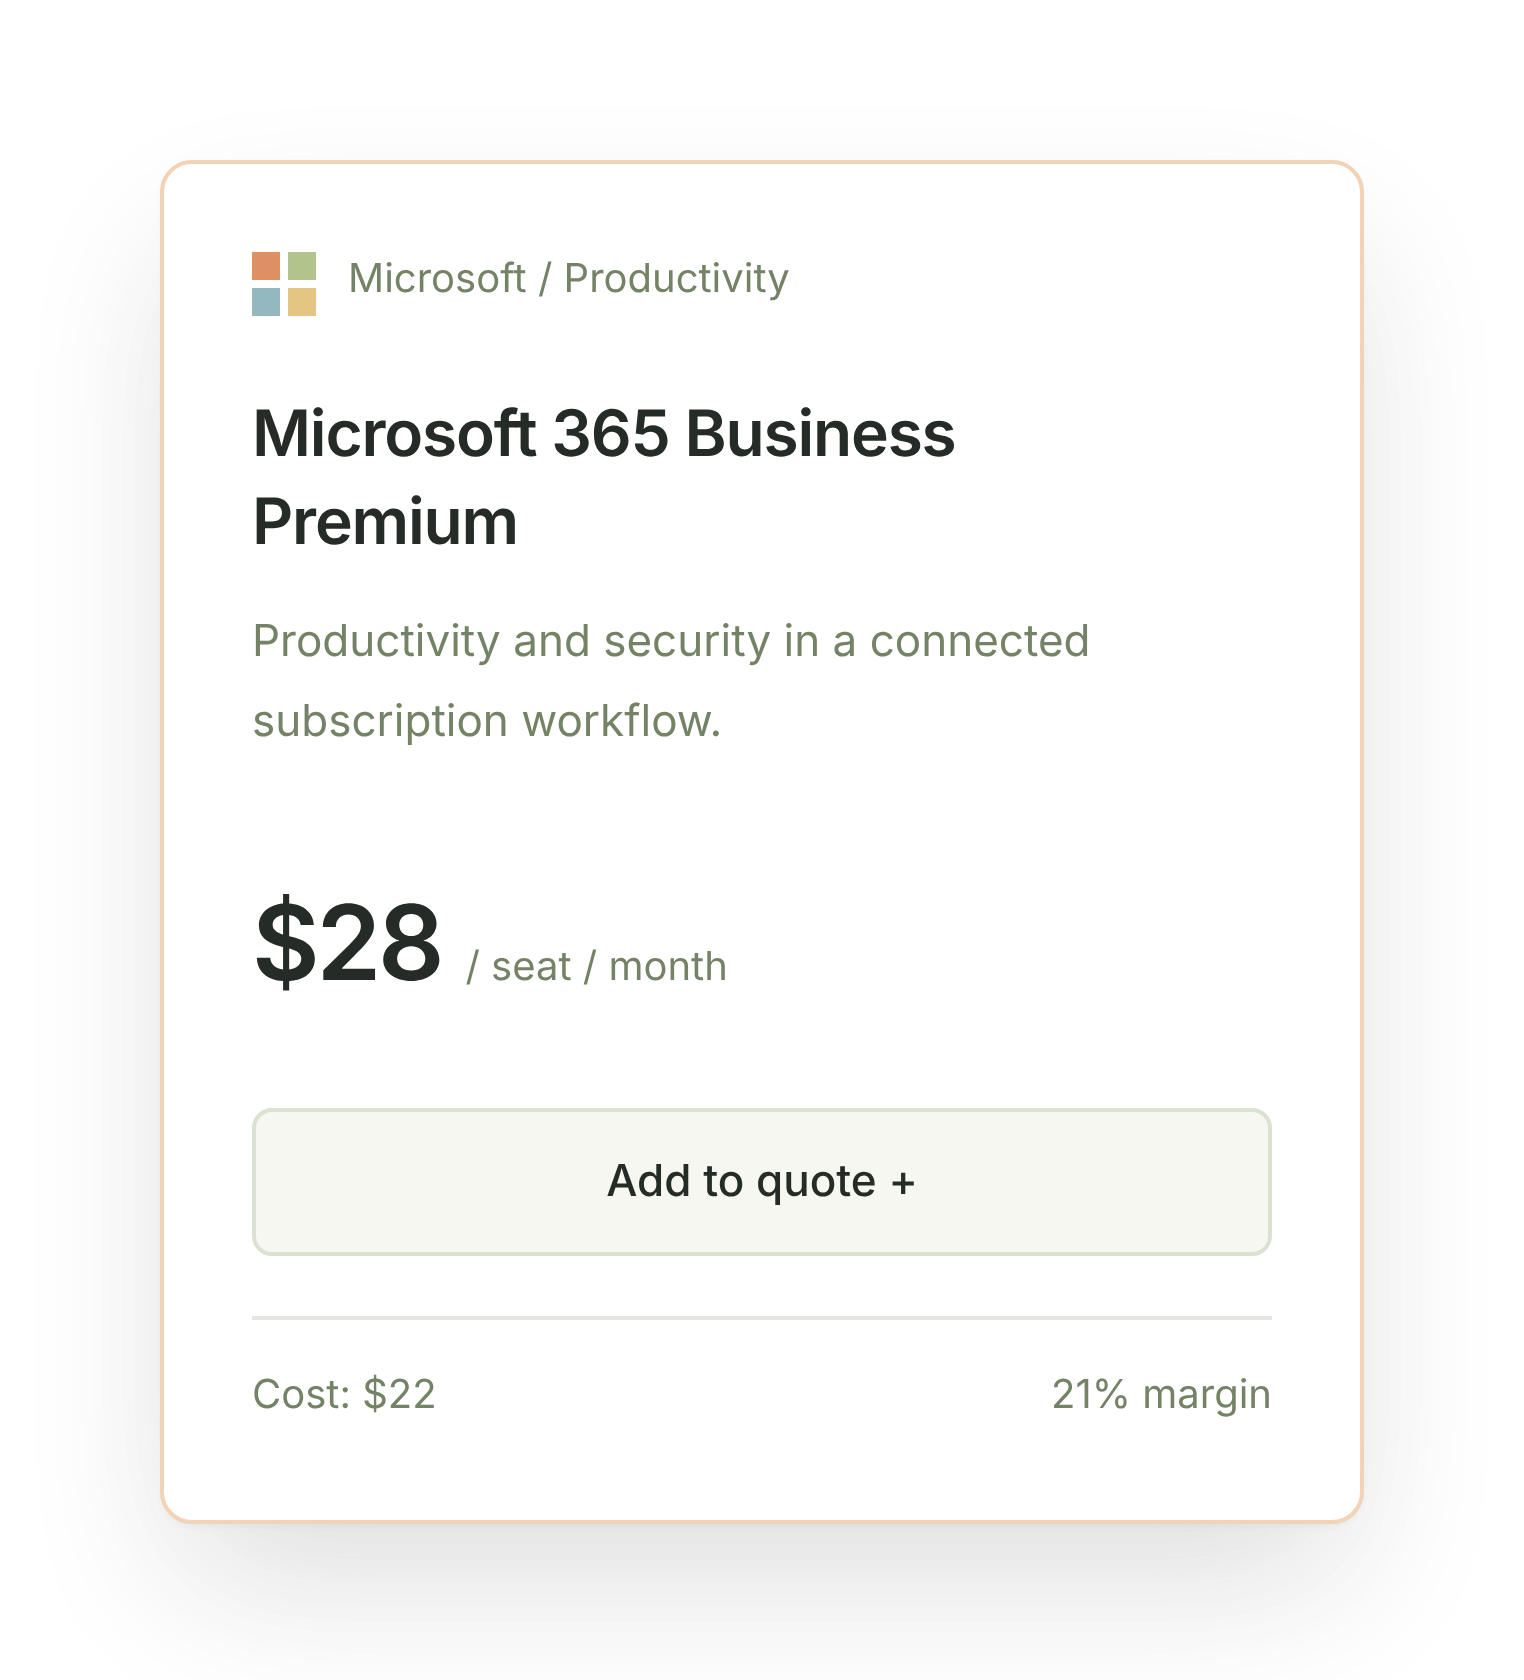 Microsoft / Productivity
Microsoft 365 Business
Premium
Productivity and security in a connected
subscription workflow.
$28 / seat / month
Add to quote +
Cost: $22 21% margin